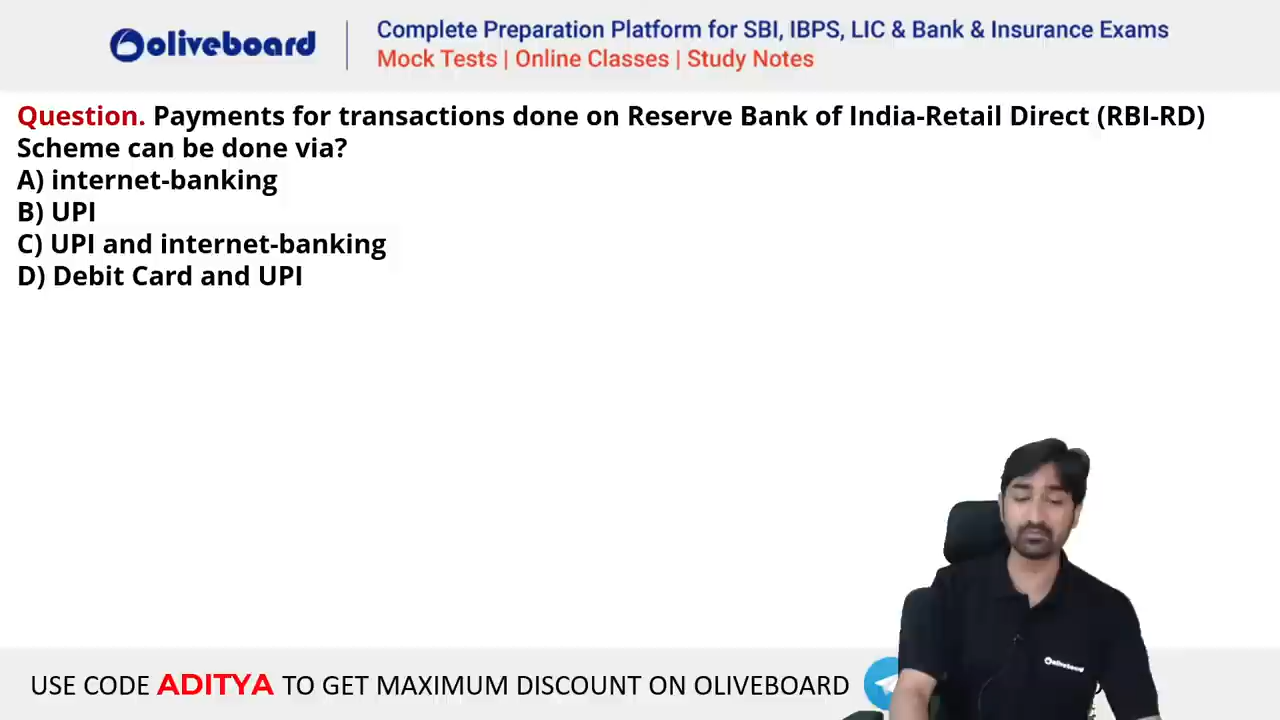 oliveboard
Complete Preparation Platform for SBI, IBPS, LIC & Bank & Insurance Exams
Mock Tests | Online Classes | Study Notes
Question. Payments for transactions done on Reserve Bank of India-Retail Direct (RBI-RD)
Scheme can be done via?
A) internet-banking
B) UPI
C) UPI and internet-banking
D) Debit Card and UPI
oliveboard
USE CODE ADITYA TO GET MAXIMUM DISCOUNT ON OLIVEBOARD